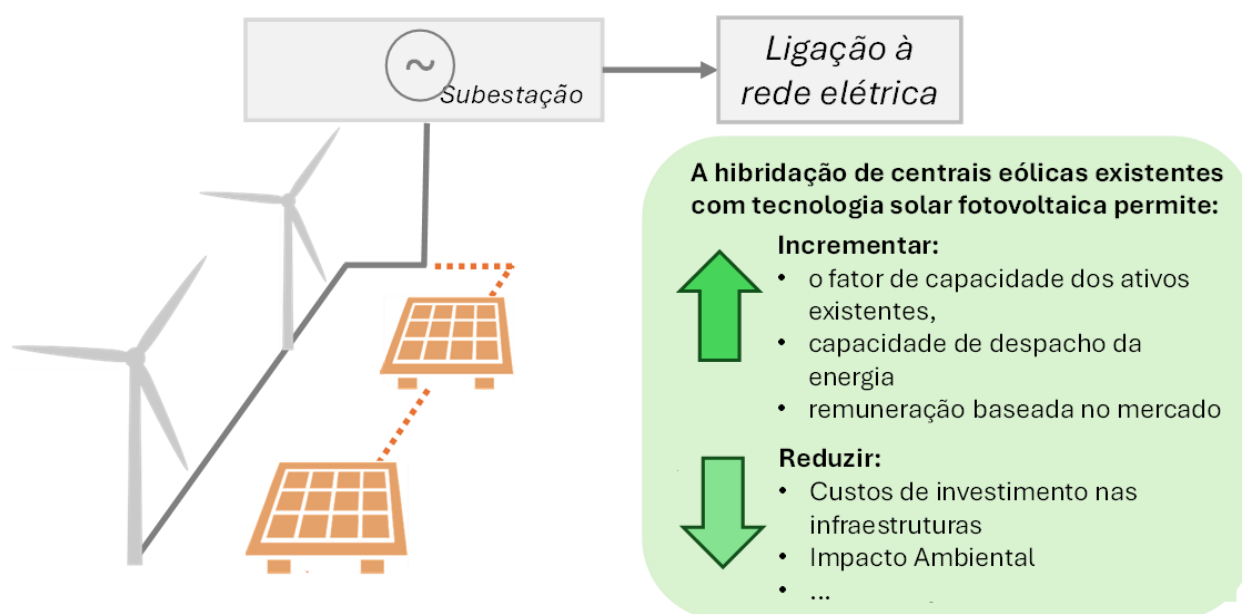 ~
Subestação
Ligação à
rede elétrica
A hibridação de centrais eólicas existentes
com tecnologia solar fotovoltaica permite:
Incrementar:
• o fator de capacidade dos ativos
existentes,
• capacidade de despacho da
energia
• remuneração baseada no mercado
Reduzir:
• Custos de investimento nas
infraestruturas
• Impacto Ambiental
• ...